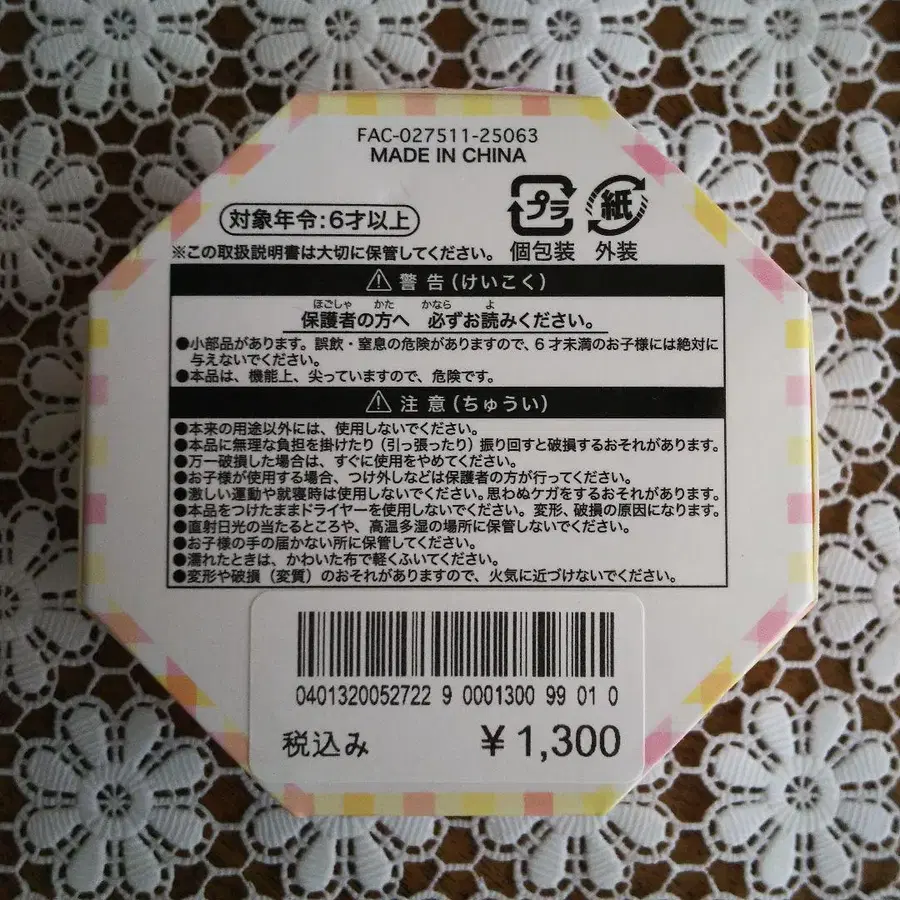 FAC-027511-25063
MADE IN CHINA
対象年令:6才以上
プラ
紙
※この取扱説明書は大切に保管してください。
個包装 外装
警告(けいこく)
ほごしゃ かた かなら よ
保護者の方へ 必ずお読みください。
●小部品があります。誤飲・窒息の危険がありますので、6才未満のお子様には絶対に
与えないでください。
●本品は、機能上、尖っていますので、危険です。
注意(ちゅうい)
●本来の用途以外には、使用しないでください。
●本品に無理な負担を掛けたり(引っ張ったり)振り回すと破損するおそれがあります。
●万一破損した場合は、すぐに使用をやめてください。
●お子様が使用する場合、つけ外しなどは保護者の方が行ってください。
●激しい運動や就寝時は使用しないでください。思わぬケガをするおそれがあります。
●本品をつけたままドライヤーを使用しないでください。変形、破損の原因になります。
●直射日光の当たるところや、高温多湿の場所に保管しないでください。
●お子様の手の届かない所に保管してください。
●濡れたときは、かわいた布で軽くふいてください。
●変形や破損(変質)のおそれがありますので、火気に近づけないでください。
0401320052722 9 0001300 99 01 0
税込み ¥1,300